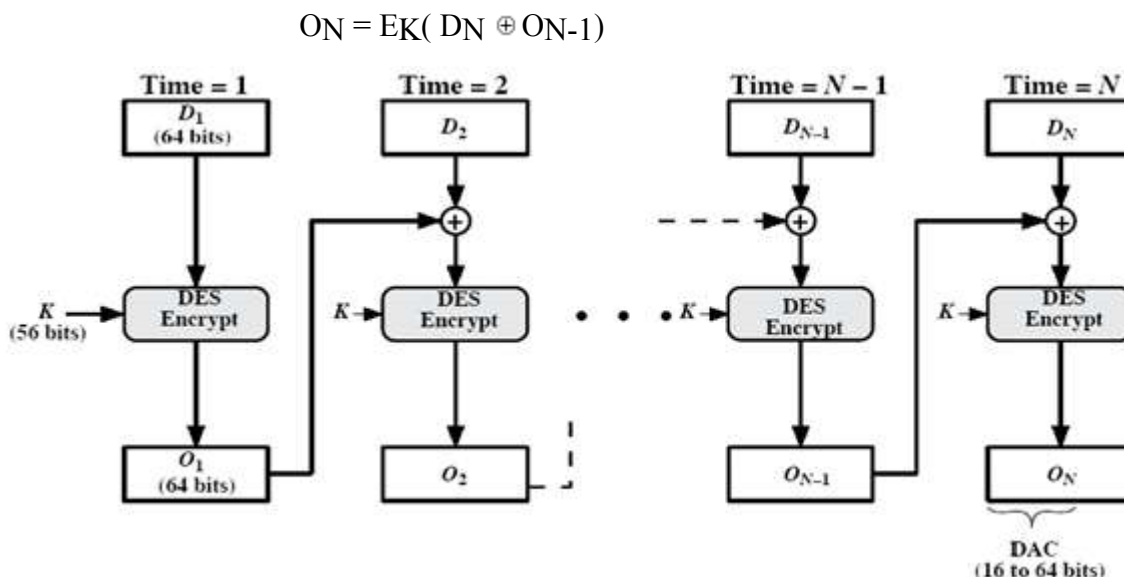 ON = EK( DN ⊕ ON-1)
Time = 1
Time = 2
Time = N – 1
Time = N
D1
(64 bits)
D2
DN–1
DN
+
+
+
K
(56 bits)
DES
Encrypt
K
DES
Encrypt
• • •
K
DES
Encrypt
K
DES
Encrypt
O1
(64 bits)
O2
ON–1
ON
DAC
(16 to 64 bits)